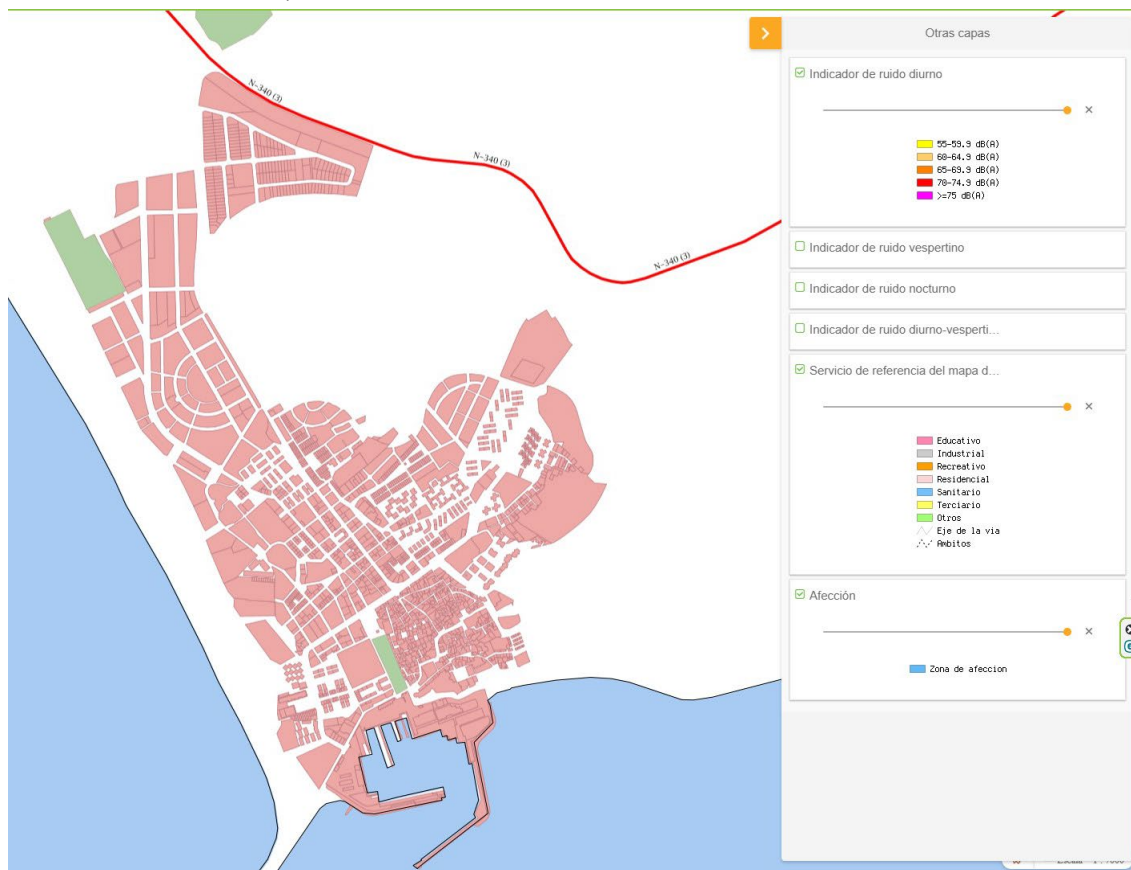 Otras capas
Indicador de ruido diurno
55-59.9 dB(A)
60-64.9 dB(A)
65-69.9 dB(A)
70-74.9 dB(A)
>=75 dB(A)
Indicador de ruido vespertino
Indicador de ruido nocturno
Indicador de ruido diurno-vesperti...
Servicio de referencia del mapa d...
Educativo
Industrial
Recreativo
Residencial
Sanitario
Terciario
Otros
Eje de la via
Ambitos
Afección
Zona de afeccion
N-340 (3)
N-340 (3)
N-340 (3)